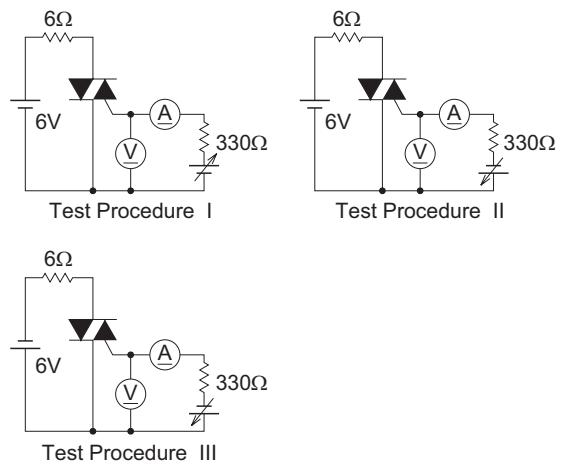 6Ω
6V
A
V
330Ω
Test Procedure I
6Ω
6V
A
V
330Ω
Test Procedure II
6Ω
6V
A
V
330Ω
Test Procedure III